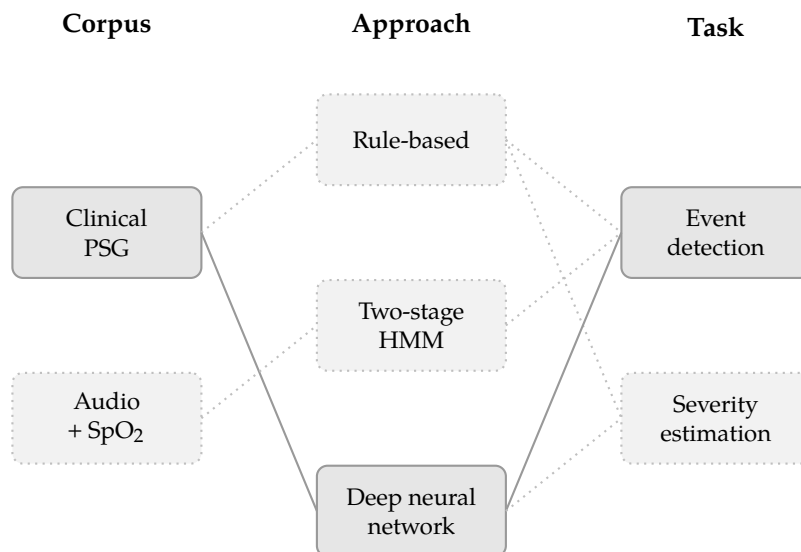 Corpus
Approach
Task
Rule-based
Clinical
PSG
Event
detection
Two-stage
HMM
Audio
+ SpO₂
Severity
estimation
Deep neural
network